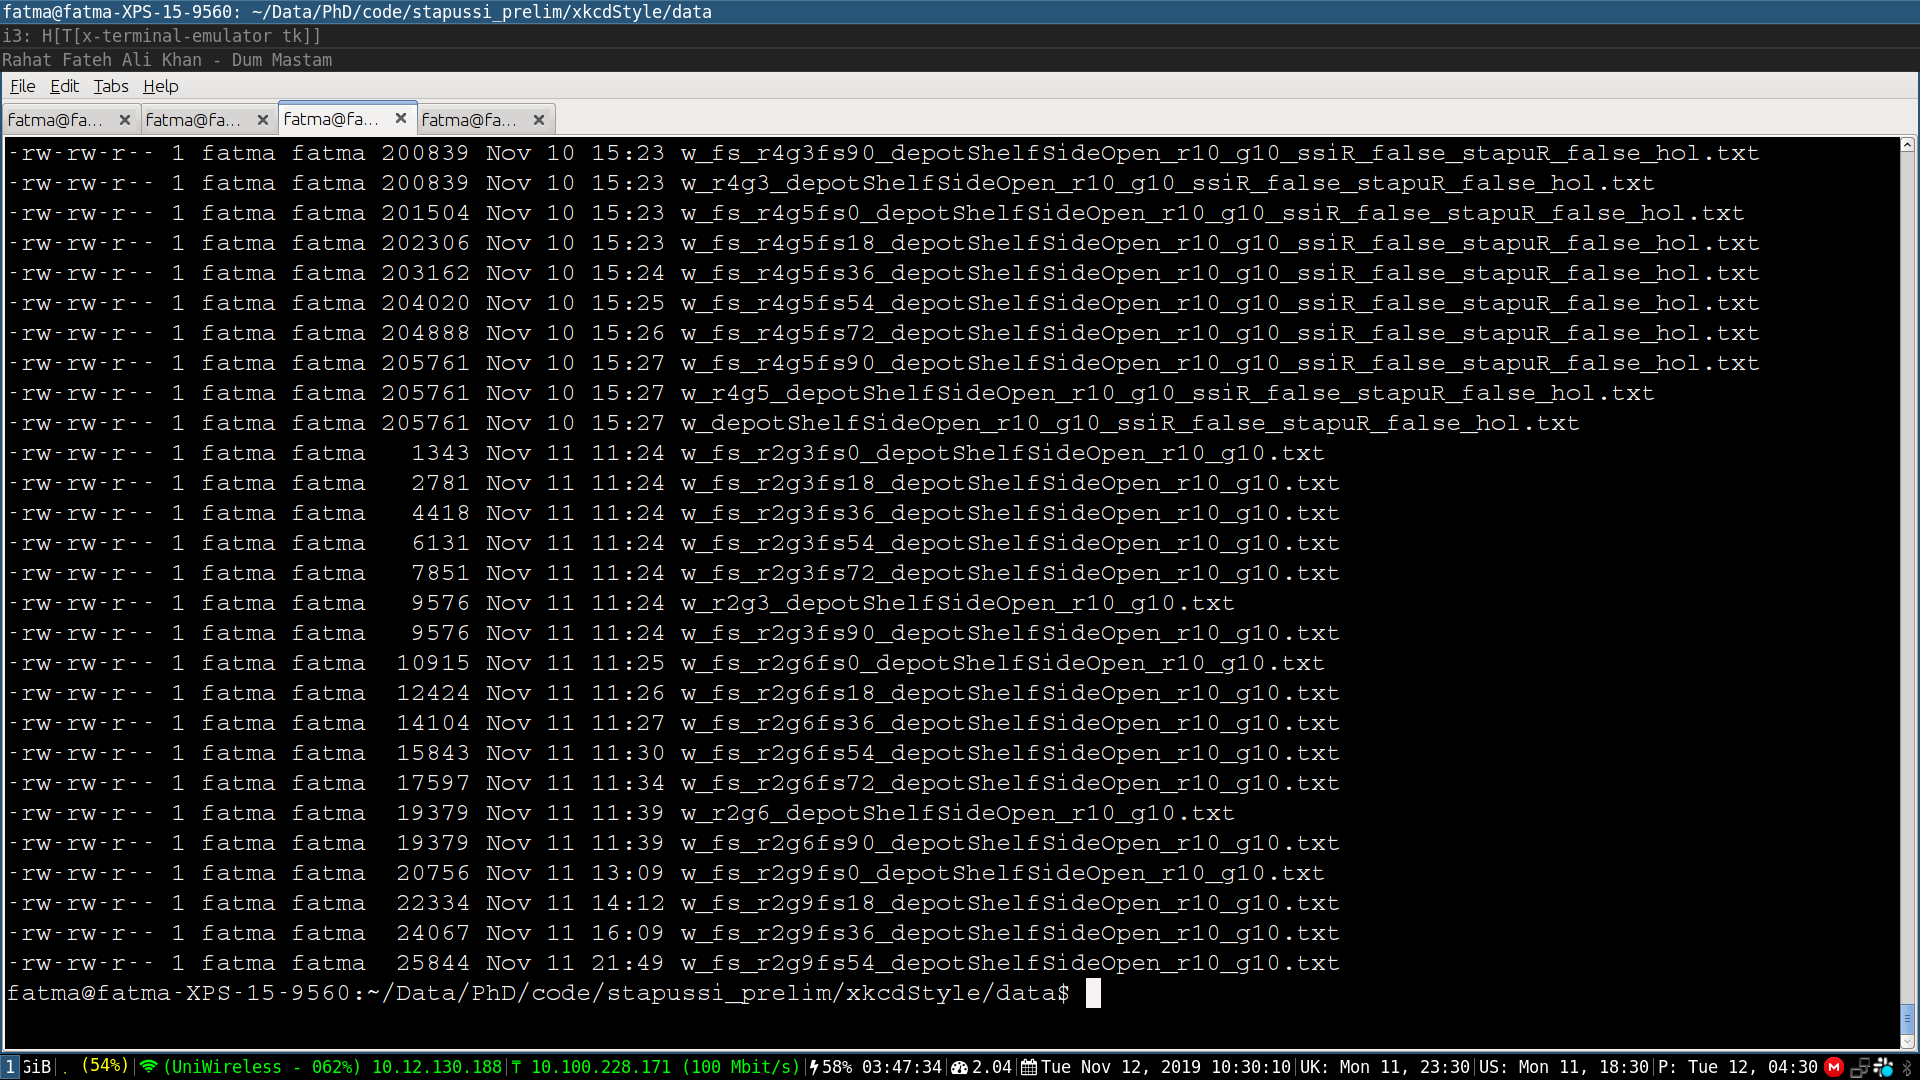 fatma@fatma-XPS-15-9560: ~/Data/PhD/code/stapussi_prelim/xkcdStyle/data
i3: H[T[x-terminal-emulator tk]]
Rahat Fateh Ali Khan - Dum Mastam
File Edit Tabs Help
fatma@fa... fatma@fa... fatma@fa... fatma@fa...
-rw-rw-r-- 1 fatma fatma 200839 Nov 10 15:23 w_fs_r4g3fs90_depotShelfSideOpen_r10_g10_ssiR_false_stapuR_false_hol.txt
-rw-rw-r-- 1 fatma fatma 200839 Nov 10 15:23 w_r4g3_depotShelfSideOpen_r10_g10_ssiR_false_stapuR_false_hol.txt
-rw-rw-r-- 1 fatma fatma 201504 Nov 10 15:23 w_fs_r4g5fs0_depotShelfSideOpen_r10_g10_ssiR_false_stapuR_false_hol.txt
-rw-rw-r-- 1 fatma fatma 202306 Nov 10 15:23 w_fs_r4g5fs18_depotShelfSideOpen_r10_g10_ssiR_false_stapuR_false_hol.txt
-rw-rw-r-- 1 fatma fatma 203162 Nov 10 15:24 w_fs_r4g5fs36_depotShelfSideOpen_r10_g10_ssiR_false_stapuR_false_hol.txt
-rw-rw-r-- 1 fatma fatma 204020 Nov 10 15:25 w_fs_r4g5fs54_depotShelfSideOpen_r10_g10_ssiR_false_stapuR_false_hol.txt
-rw-rw-r-- 1 fatma fatma 204888 Nov 10 15:26 w_fs_r4g5fs72_depotShelfSideOpen_r10_g10_ssiR_false_stapuR_false_hol.txt
-rw-rw-r-- 1 fatma fatma 205761 Nov 10 15:27 w_fs_r4g5fs90_depotShelfSideOpen_r10_g10_ssiR_false_stapuR_false_hol.txt
-rw-rw-r-- 1 fatma fatma 205761 Nov 10 15:27 w_r4g5_depotShelfSideOpen_r10_g10_ssiR_false_stapuR_false_hol.txt
-rw-rw-r-- 1 fatma fatma 205761 Nov 10 15:27 w_depotShelfSideOpen_r10_g10_ssiR_false_stapuR_false_hol.txt
-rw-rw-r-- 1 fatma fatma 1343 Nov 11 11:24 w_fs_r2g3fs0_depotShelfSideOpen_r10_g10.txt
-rw-rw-r-- 1 fatma fatma 2781 Nov 11 11:24 w_fs_r2g3fs18_depotShelfSideOpen_r10_g10.txt
-rw-rw-r-- 1 fatma fatma 4418 Nov 11 11:24 w_fs_r2g3fs36_depotShelfSideOpen_r10_g10.txt
-rw-rw-r-- 1 fatma fatma 6131 Nov 11 11:24 w_fs_r2g3fs54_depotShelfSideOpen_r10_g10.txt
-rw-rw-r-- 1 fatma fatma 7851 Nov 11 11:24 w_fs_r2g3fs72_depotShelfSideOpen_r10_g10.txt
-rw-rw-r-- 1 fatma fatma 9576 Nov 11 11:24 w_r2g3_depotShelfSideOpen_r10_g10.txt
-rw-rw-r-- 1 fatma fatma 9576 Nov 11 11:24 w_fs_r2g3fs90_depotShelfSideOpen_r10_g10.txt
-rw-rw-r-- 1 fatma fatma 10915 Nov 11 11:25 w_fs_r2g6fs0_depotShelfSideOpen_r10_g10.txt
-rw-rw-r-- 1 fatma fatma 12424 Nov 11 11:26 w_fs_r2g6fs18_depotShelfSideOpen_r10_g10.txt
-rw-rw-r-- 1 fatma fatma 14104 Nov 11 11:27 w_fs_r2g6fs36_depotShelfSideOpen_r10_g10.txt
-rw-rw-r-- 1 fatma fatma 15843 Nov 11 11:30 w_fs_r2g6fs54_depotShelfSideOpen_r10_g10.txt
-rw-rw-r-- 1 fatma fatma 17597 Nov 11 11:34 w_fs_r2g6fs72_depotShelfSideOpen_r10_g10.txt
-rw-rw-r-- 1 fatma fatma 19379 Nov 11 11:39 w_r2g6_depotShelfSideOpen_r10_g10.txt
-rw-rw-r-- 1 fatma fatma 19379 Nov 11 11:39 w_fs_r2g6fs90_depotShelfSideOpen_r10_g10.txt
-rw-rw-r-- 1 fatma fatma 20756 Nov 11 13:09 w_fs_r2g9fs0_depotShelfSideOpen_r10_g10.txt
-rw-rw-r-- 1 fatma fatma 22334 Nov 11 14:12 w_fs_r2g9fs18_depotShelfSideOpen_r10_g10.txt
-rw-rw-r-- 1 fatma fatma 24067 Nov 11 16:09 w_fs_r2g9fs36_depotShelfSideOpen_r10_g10.txt
-rw-rw-r-- 1 fatma fatma 25844 Nov 11 21:49 w_fs_r2g9fs54_depotShelfSideOpen_r10_g10.txt
fatma@fatma-XPS-15-9560:~/Data/PhD/code/stapussi_prelim/xkcdStyle/data$
1 GiB|. (54%)|(UniWireless - 062%) 10.12.130.188|10.100.228.171 (100 Mbit/s)|58% 03:47:34|2.04|Tue Nov 12, 2019 10:30:10|UK: Mon 11, 23:30|US: Mon 11, 18:30|P: Tue 12, 04:30 M